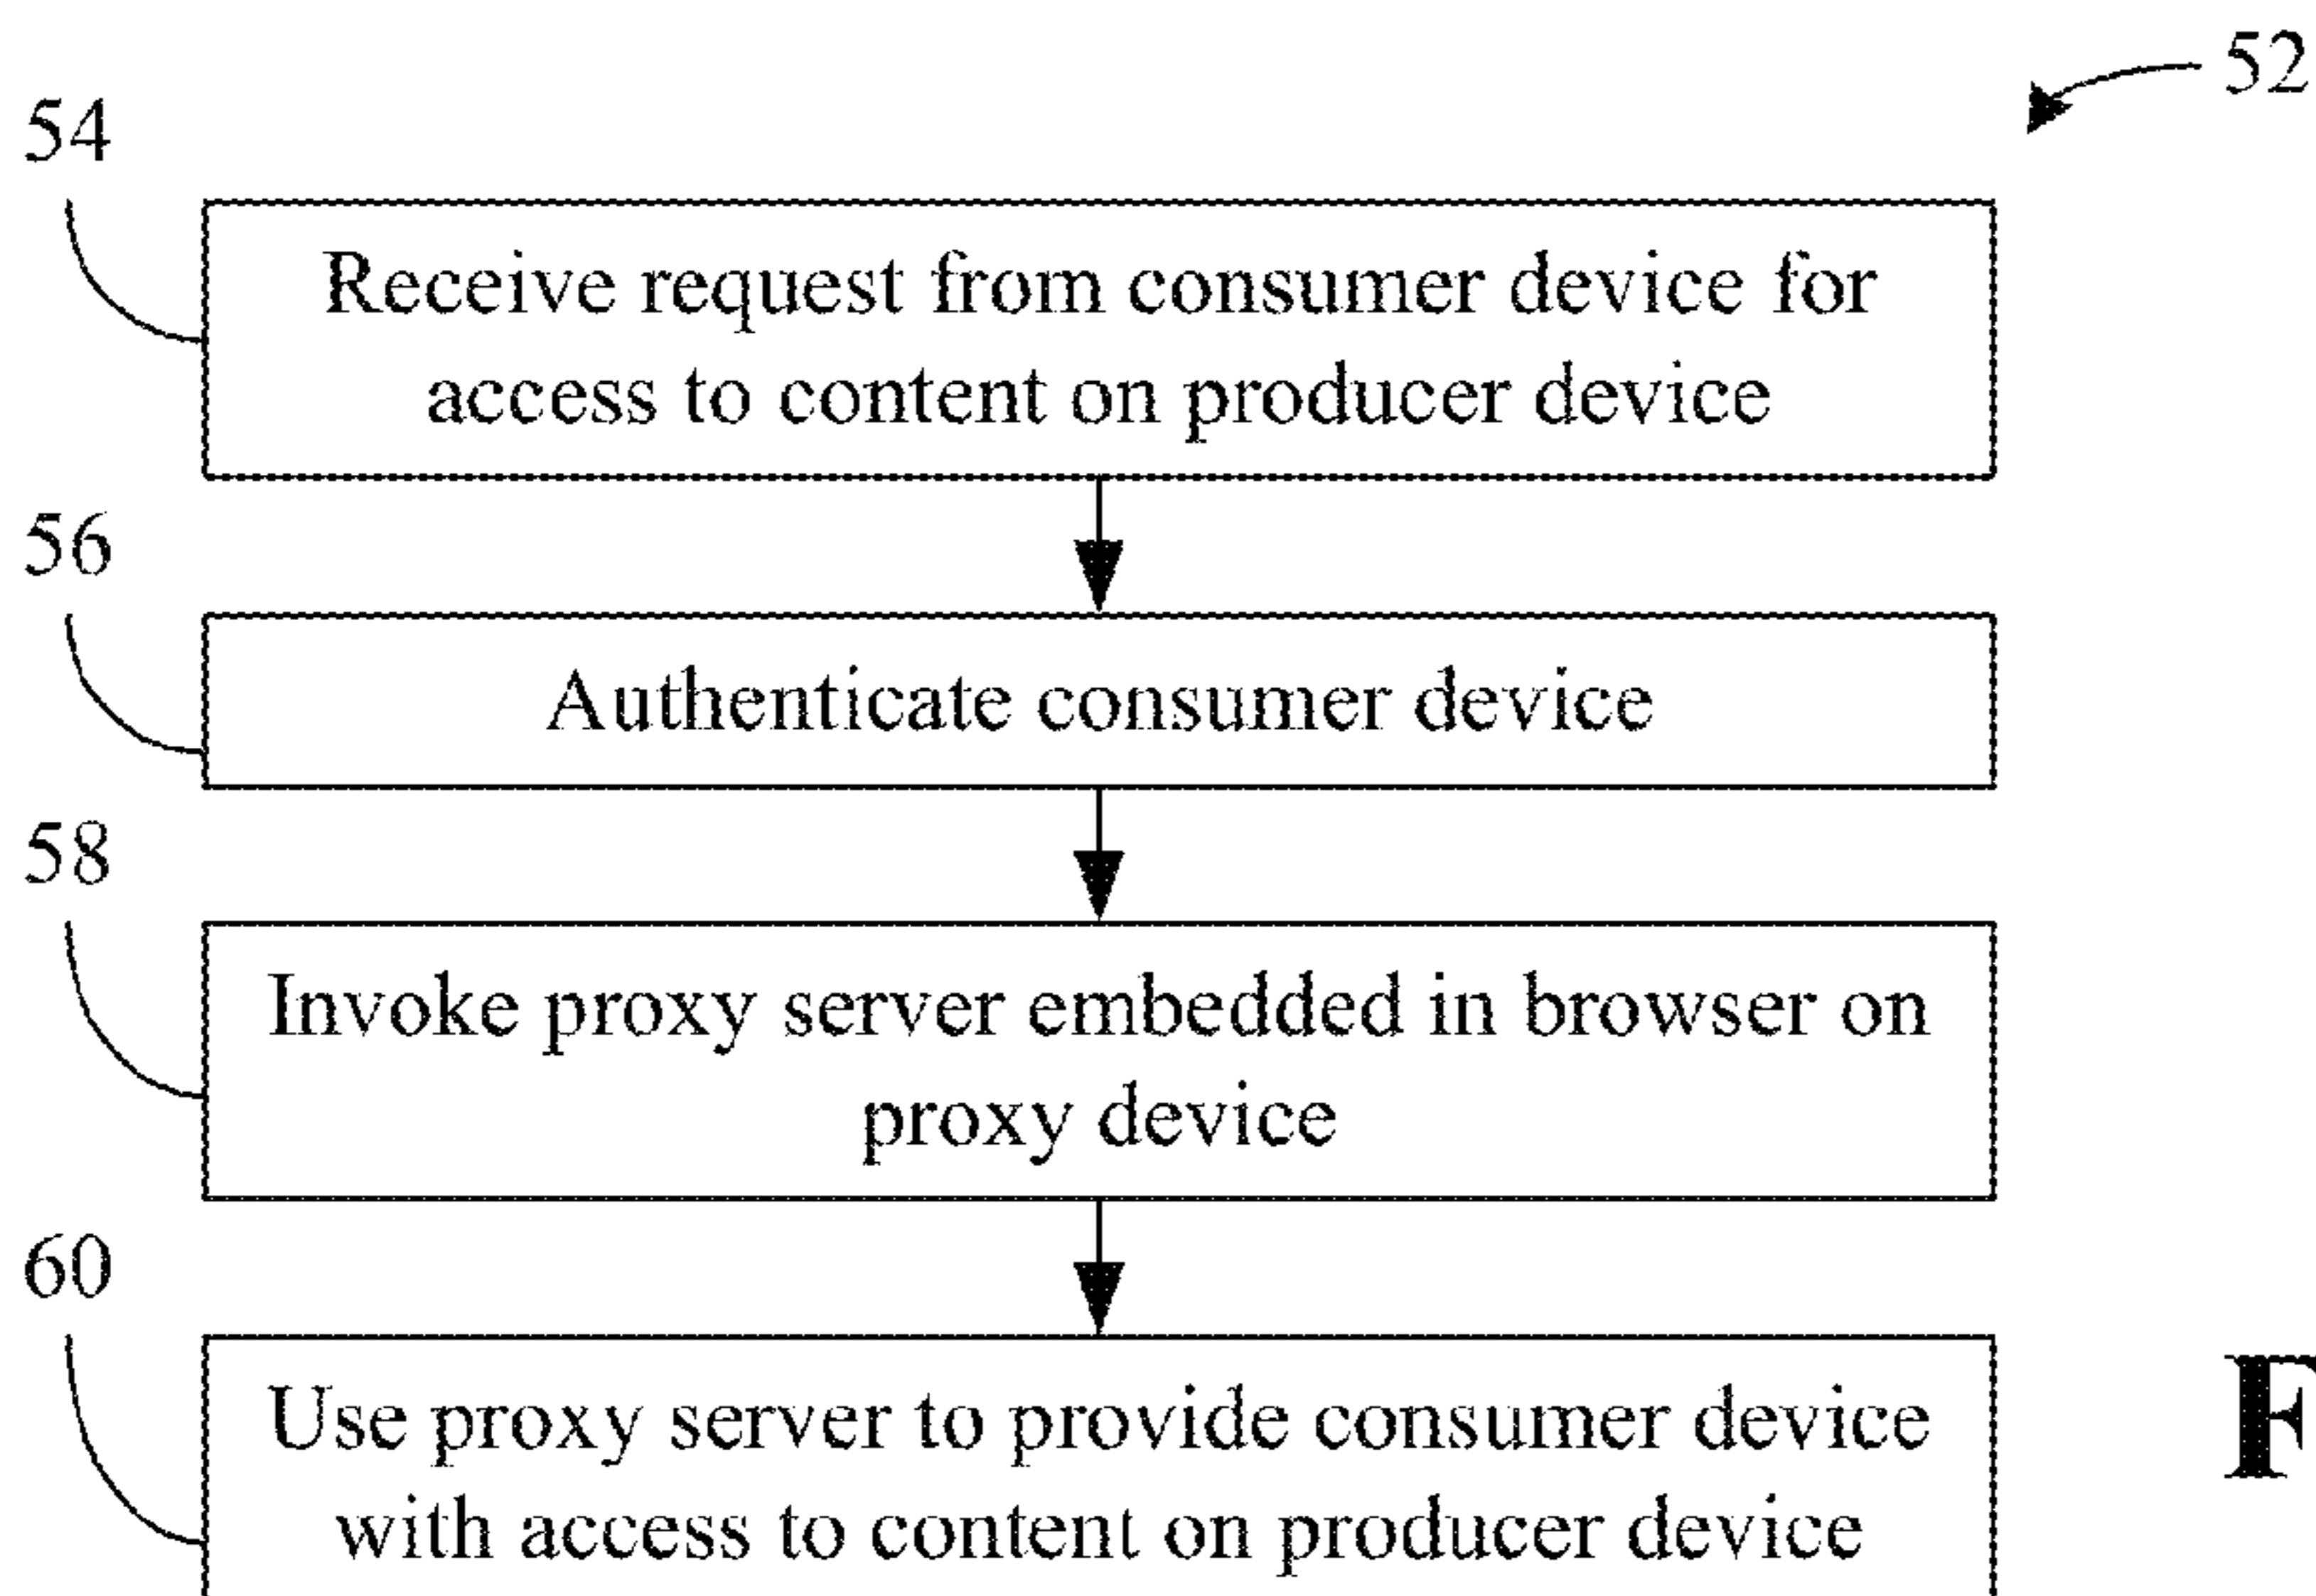 52
54
Receive request from consumer device for
access to content on producer device
56
Authenticate consumer device
58
Invoke proxy server embedded in browser on
proxy device
60
Use proxy server to provide consumer device
with access to content on producer device
F